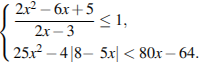 { (2x² − 6x + 5)/(2x − 3) ≤ 1,
25x² − 4|8 − 5x| < 80x − 64.